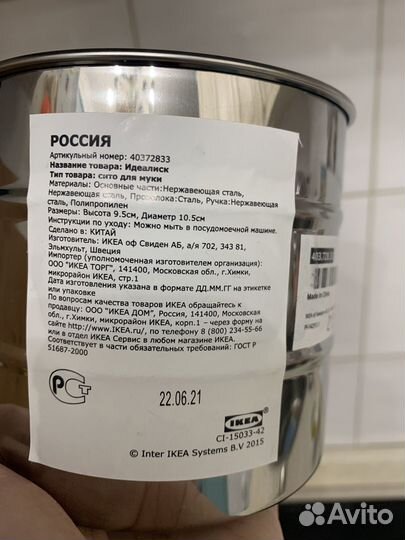 РОССИЯ
Артикульный номер: 40372833
Название товара: Идеалиск
Тип товара: сито для муки
Материалы: Основные части:Нержавеющая сталь,
Нержавеющая сталь, Проволока:Сталь, Ручка:Нержавеющая
сталь, Полипропилен
Размеры: Высота 9.5см, Диаметр 10.5см
Инструкции по уходу: Можно мыть в посудомоечной машине.
Сделано в: КИТАЙ
Изготовитель: ИКЕА оф Свиден АБ, а/я 702, 343 81,
Эльмхульт, Швеция
Импортер (уполномоченная изготовителем организация):
ООО "ИКЕА ТОРГ", 141400, Московская обл., г.Химки,
микрорайон ИКЕА, стр.1
Дата изготовления указана в формате ДД.ММ.ГГ на этикетке
или упаковке
По вопросам качества товаров ИКЕА обращайтесь к
продавцу: ООО "ИКЕА ДОМ", Россия, 141400, Московская
обл., г.Химки, микрорайон ИКЕА, корп.1 - через форму на
сайте http://www.IKEA.ru/, по телефону 8 (800) 234-55-66
или в отдел ИКЕА Сервис в любом магазине ИКЕА.
Соответствует в части обязательных требований: ГОСТ Р
51687-2000
22.06.21
IKEA
CI-15033-42
© Inter IKEA Systems B.V 2015
Made in
Avito